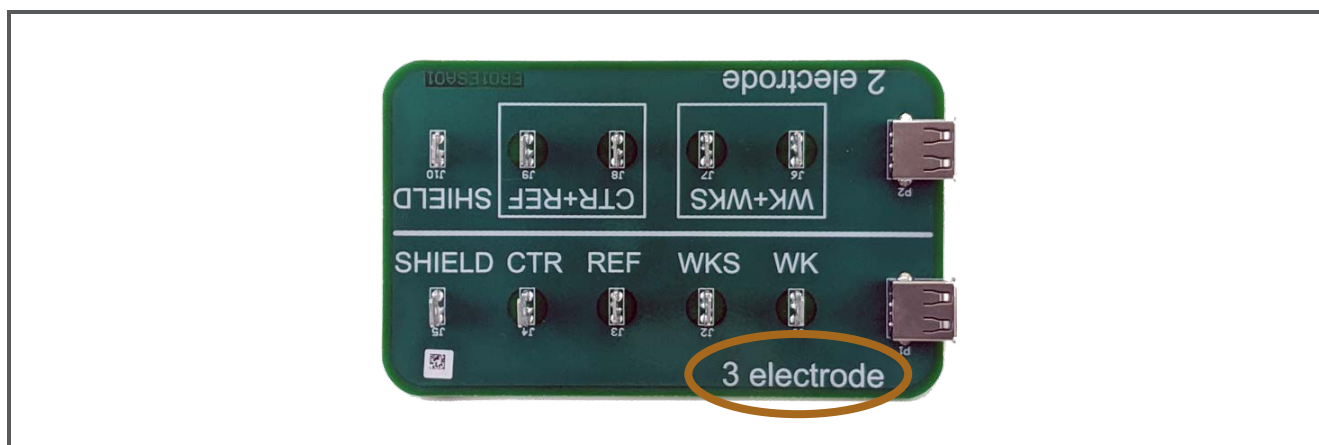 EB01ESA01
2 electrode
J10 J9 J8 J7 J6
P2
SHIELD CTR+REF WK+WKS
SHIELD CTR REF WKS WK
J5 J4 J3 J2
P1
3 electrode